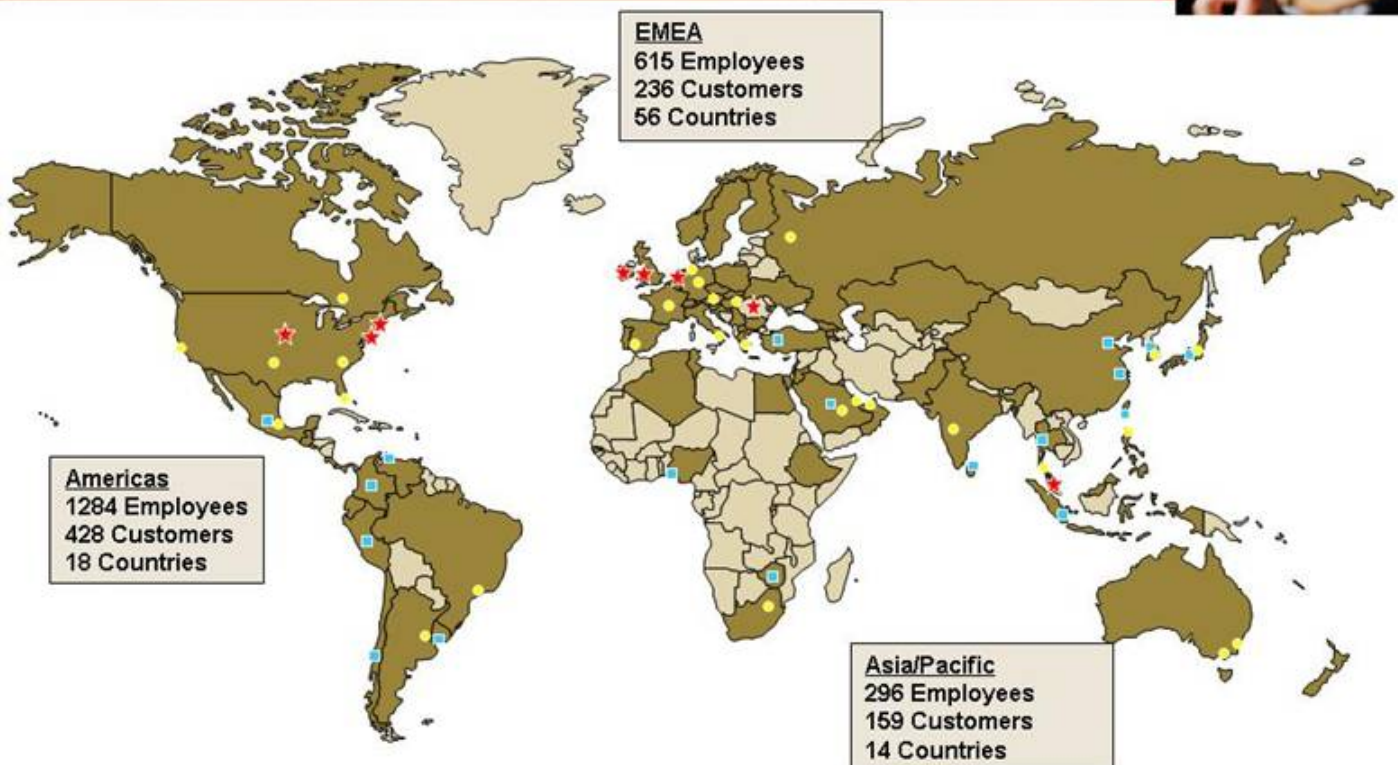 EMEA
615 Employees
236 Customers
56 Countries
Americas
1284 Employees
428 Customers
18 Countries
Asia/Pacific
296 Employees
159 Customers
14 Countries